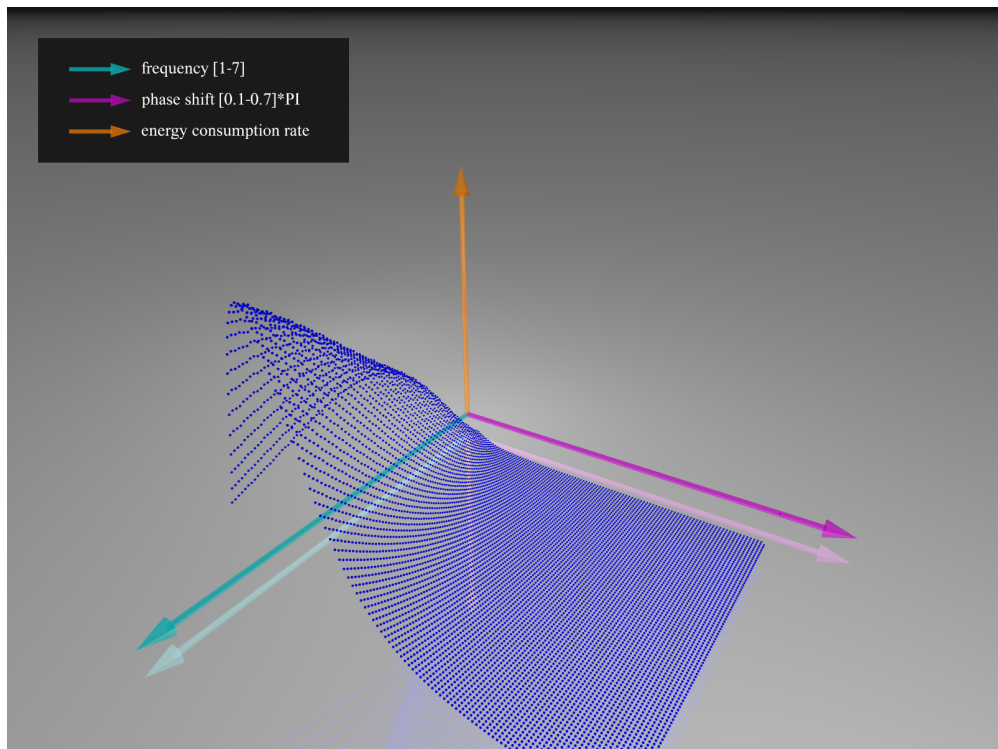 frequency [1-7]
phase shift [0.1-0.7]*PI
energy consumption rate